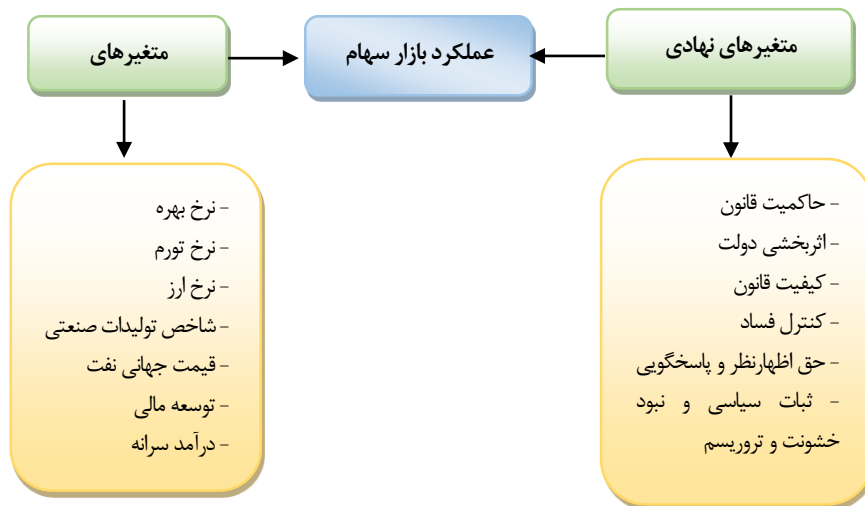 متغیرهای نهادی
عملکرد بازار سهام
متغیرهای
- حاکمیت قانون
- اثربخشی دولت
- کیفیت قانون
- کنترل فساد
- حق اظهارنظر و پاسخگویی
- ثبات سیاسی و نبود
خشونت و تروریسم
- نرخ بهره
- نرخ تورم
- نرخ ارز
- شاخص تولیدات صنعتی
- قیمت جهانی نفت
- توسعه مالی
- درآمد سرانه